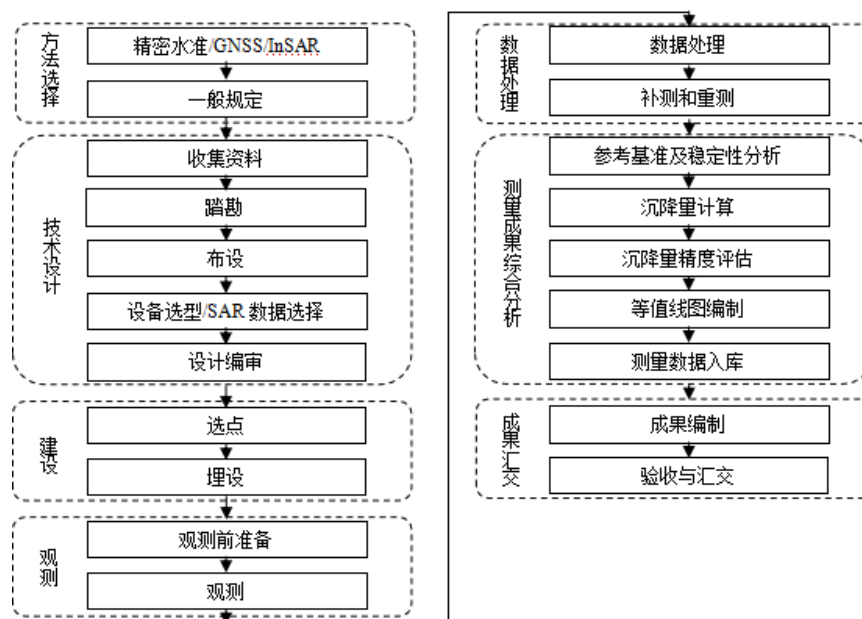 方法选择
精密水准/GNSS/InSAR
一般规定
技术设计
收集资料
踏勘
布设
设备选型/SAR 数据选择
设计编审
建设
选点
埋设
观测
观测前准备
观测
数据处理
数据处理
补测和重测
测量成果综合分析
参考基准及稳定性分析
沉降量计算
沉降量精度评估
等值线图编制
测量数据入库
成果汇交
成果编制
验收与汇交